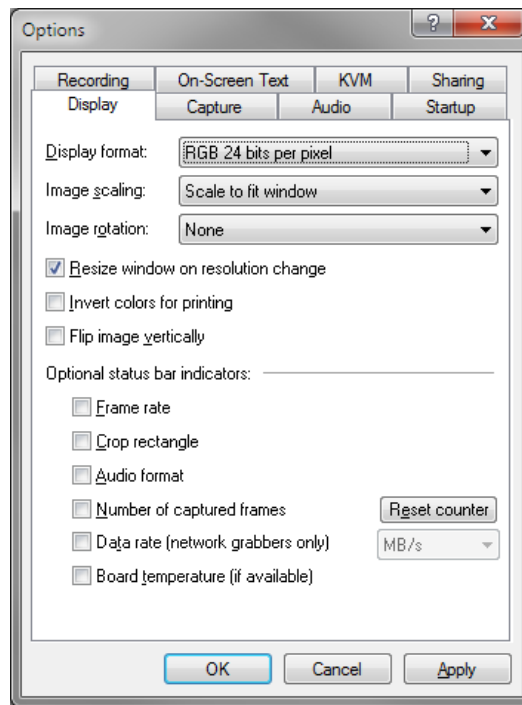 Options
?
Recording On-Screen Text KVM Sharing
Display Capture Audio Startup
Display format: RGB 24 bits per pixel
Image scaling: Scale to fit window
Image rotation: None
Resize window on resolution change
Invert colors for printing
Flip image vertically
Optional status bar indicators:
Frame rate
Crop rectangle
Audio format
Number of captured frames Reset counter
Data rate (network grabbers only) MB/s
Board temperature (if available)
OK Cancel Apply